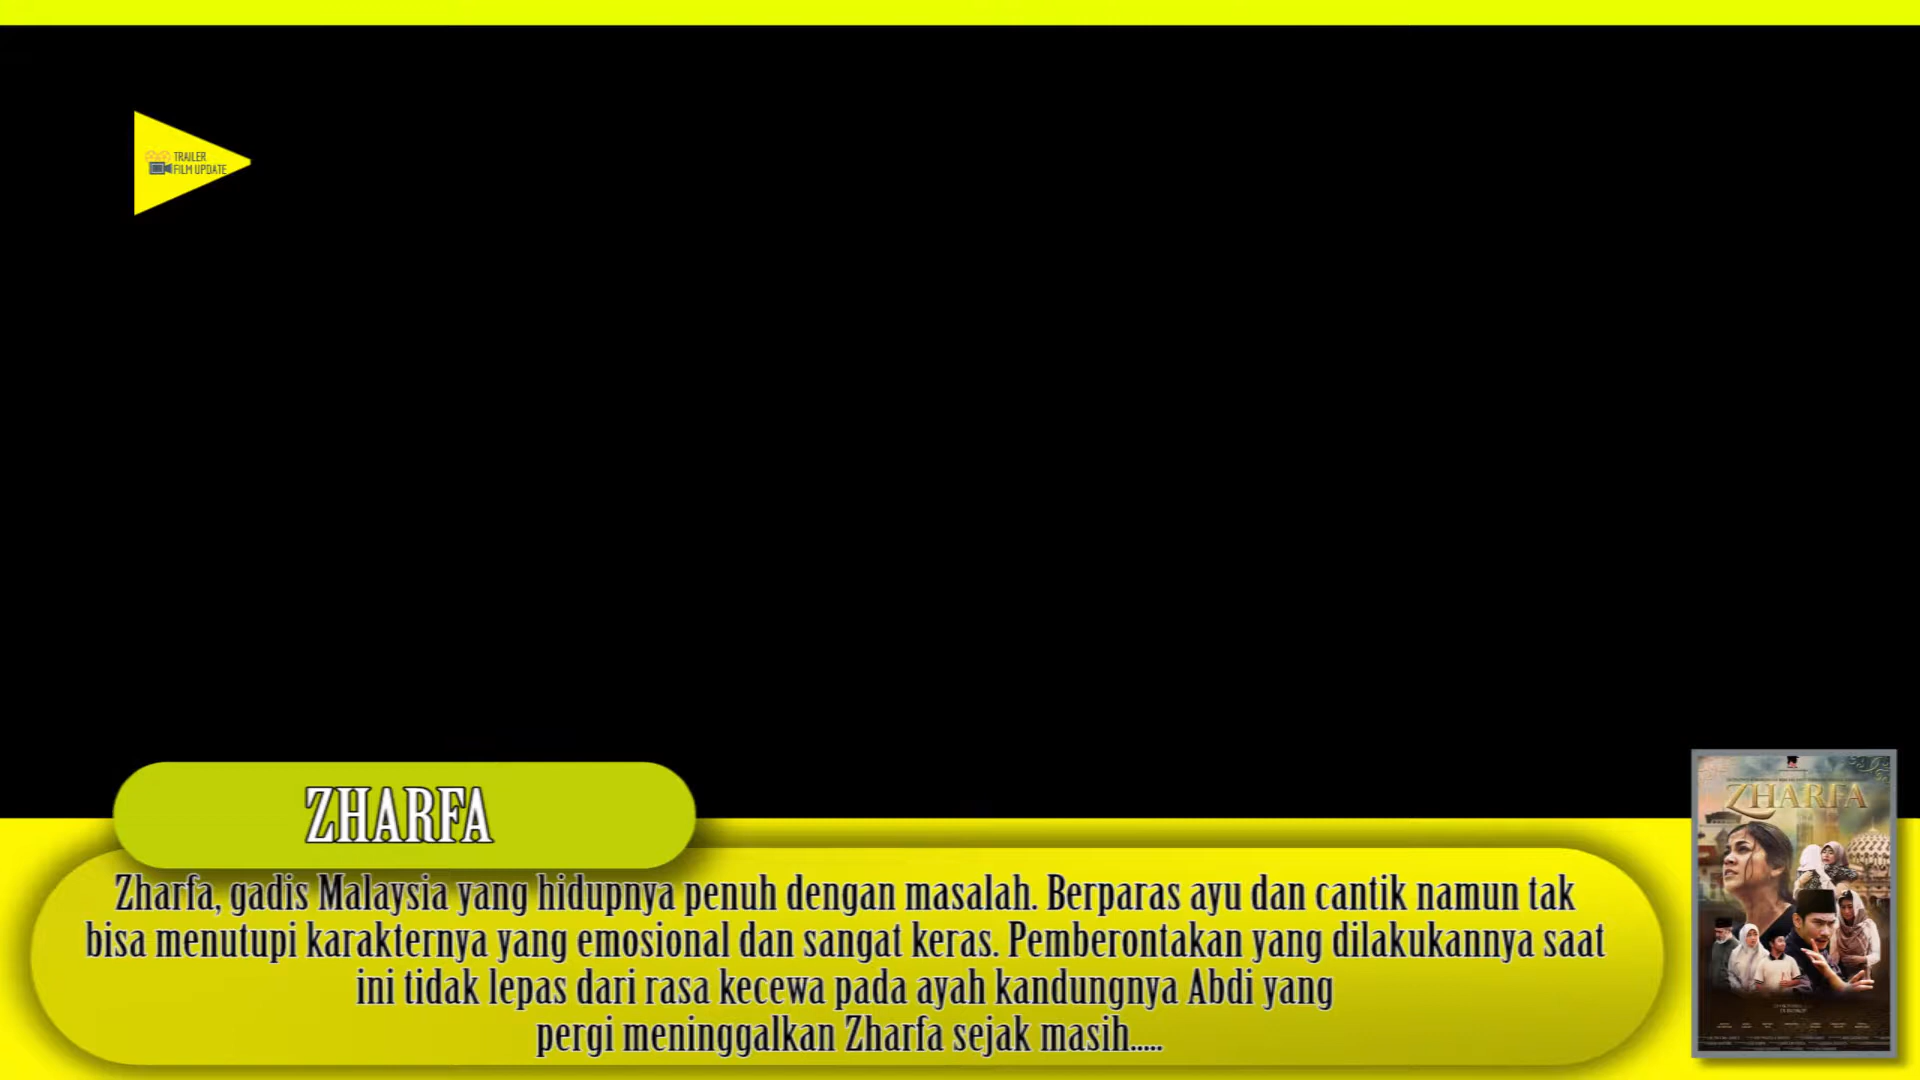 TRAILER
FILM UPDATE
ZHARFA
Zharfa, gadis Malaysia yang hidupnya penuh dengan masalah. Berparas ayu dan cantik namun tak
bisa menutupi karakternya yang emosional dan sangat keras. Pemberontakan yang dilakukannya saat
ini tidak lepas dari rasa kecewa pada ayah kandungnya Abdi yang
pergi meninggalkan Zharfa sejak masih.....
ZHARFA